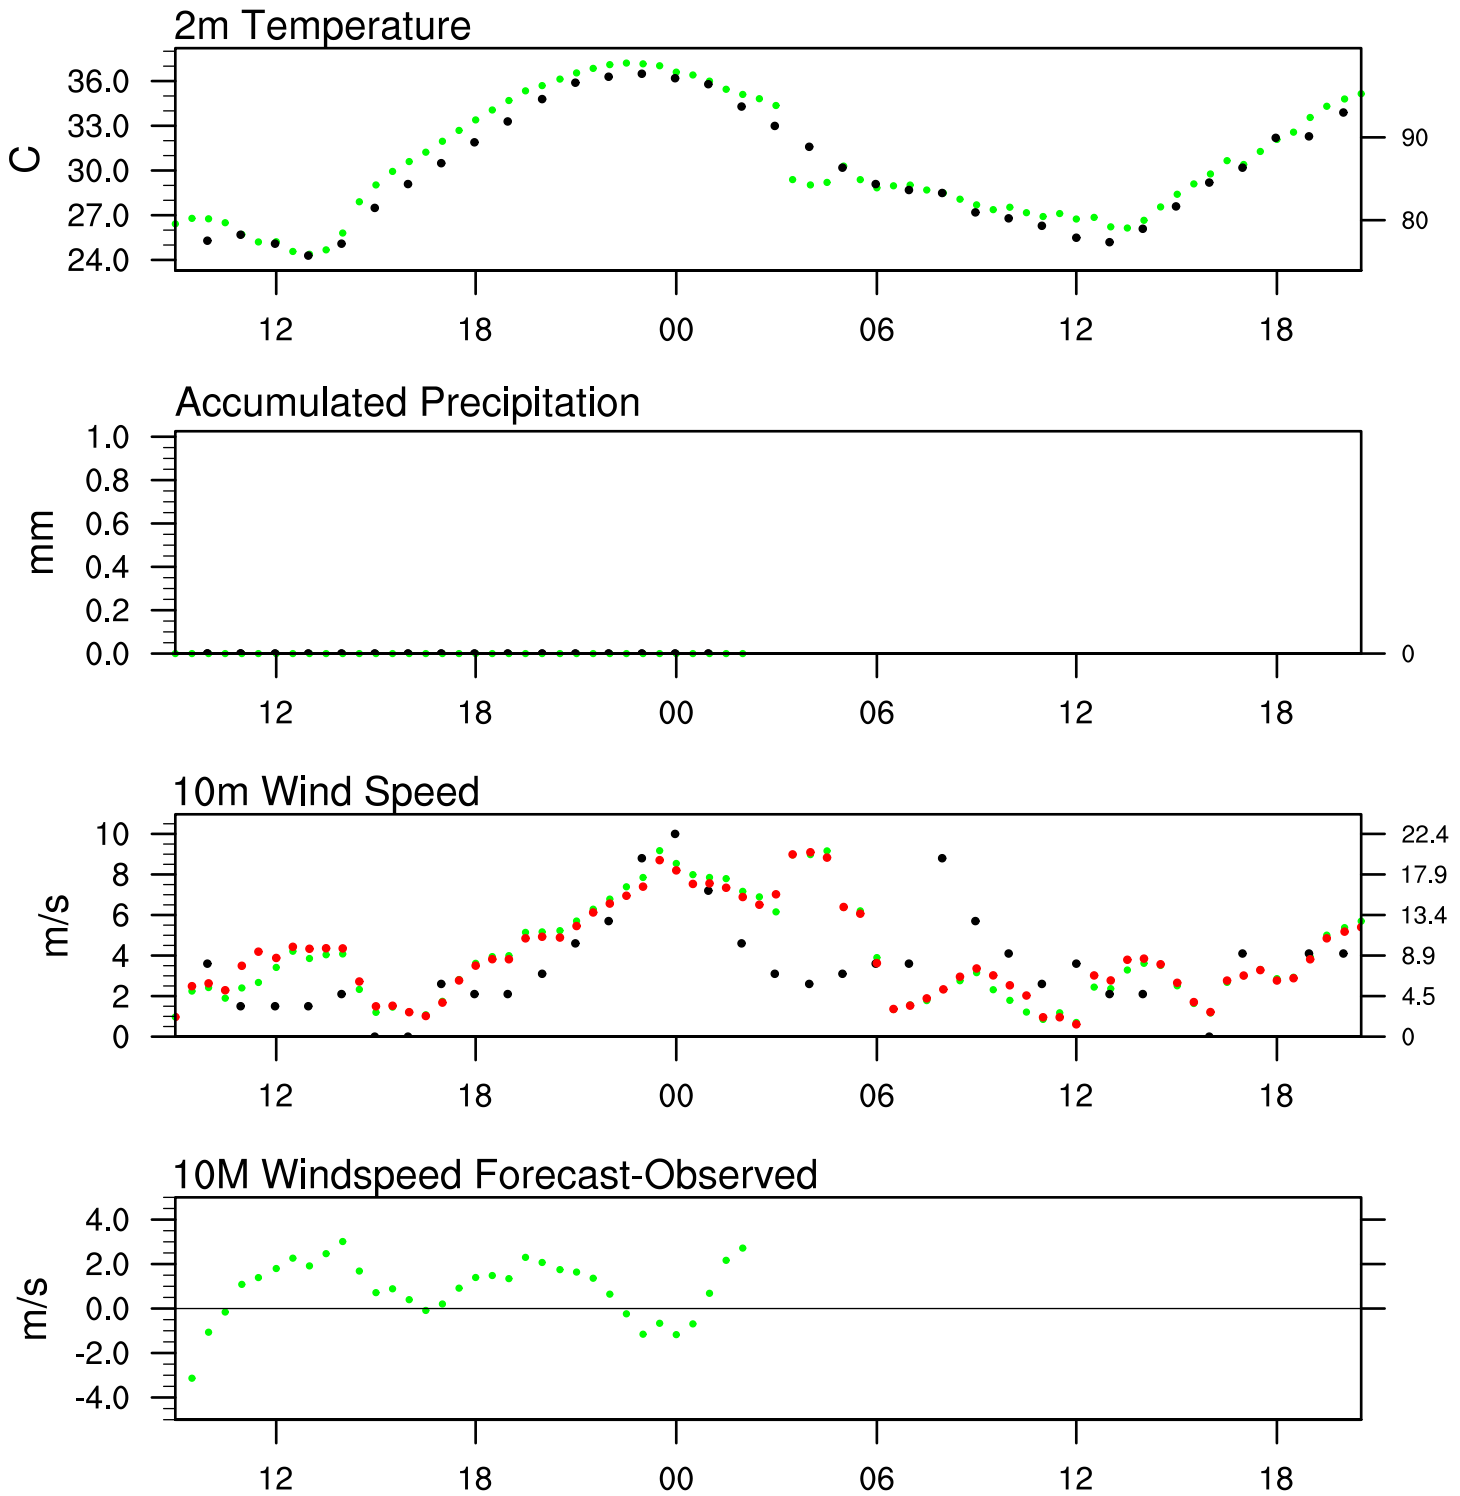 2m Temperature
C
36.0
33.0
30.0
27.0
24.0
90
80
12 18 00 06 12 18
Accumulated Precipitation
mm
1.0
0.8
0.6
0.4
0.2
0.0
0
12 18 00 06 12 18
10m Wind Speed
m/s
10
8
6
4
2
0
22.4
17.9
13.4
8.9
4.5
0
12 18 00 06 12 18
10M Windspeed Forecast-Observed
m/s
4.0
2.0
0.0
-2.0
-4.0
12 18 00 06 12 18